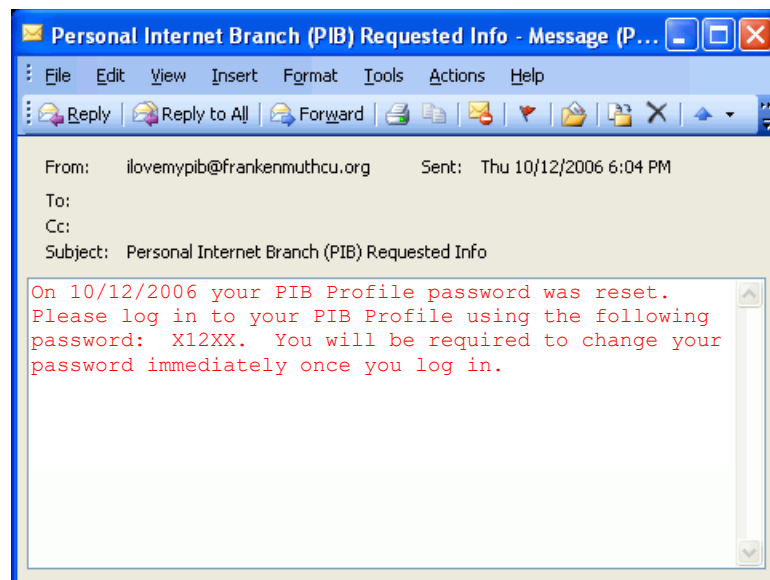 Personal Internet Branch (PIB) Requested Info - Message (P...
File Edit View Insert Format Tools Actions Help
Reply Reply to All Forward
From: ilovemypib@frankenmuthcu.org Sent: Thu 10/12/2006 6:04 PM
To:
Cc:
Subject: Personal Internet Branch (PIB) Requested Info
On 10/12/2006 your PIB Profile password was reset.
Please log in to your PIB Profile using the following
password: X12XX. You will be required to change your
password immediately once you log in.